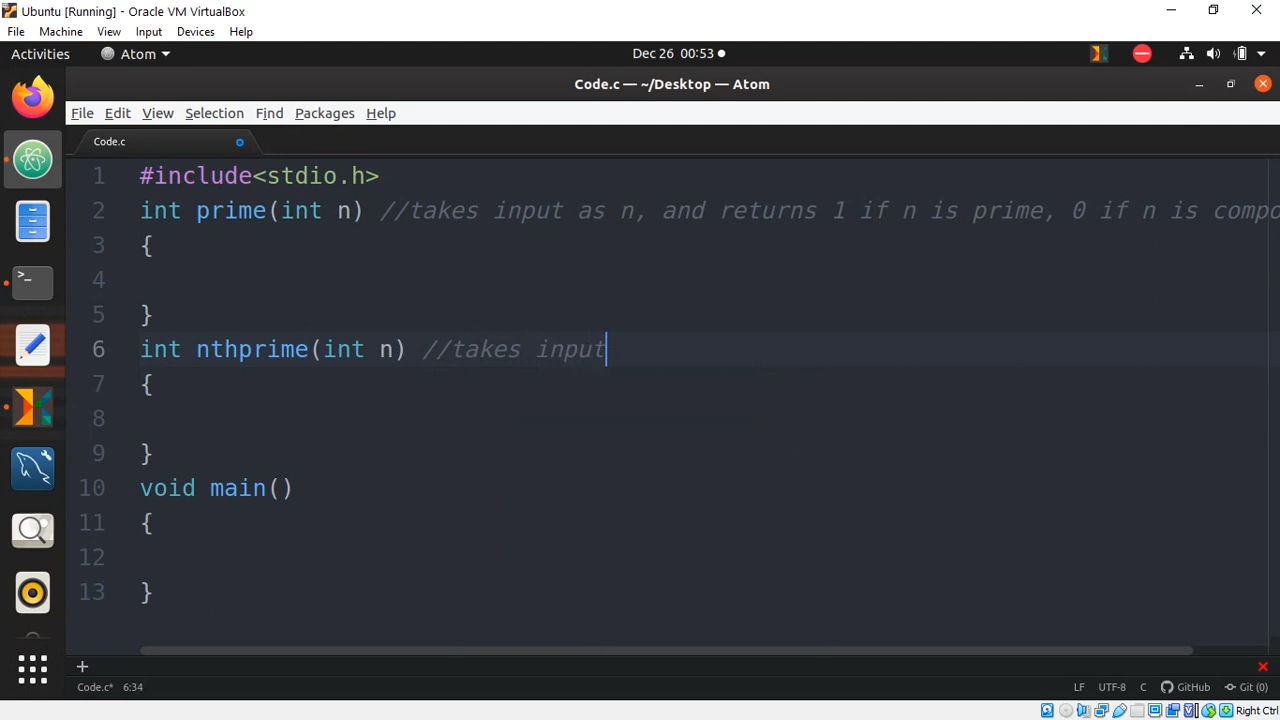 Ubuntu [Running] - Oracle VM VirtualBox
File Machine View Input Devices Help
Activities Atom Dec 26 00:53
Code.c — ~/Desktop — Atom
File Edit View Selection Find Packages Help
Code.c
1 #include<stdio.h>
2 int prime(int n) //takes input as n, and returns 1 if n is prime, 0 if n is compo
3 {
4
5 }
6 int nthprime(int n) //takes input
7 {
8
9 }
10 void main()
11 {
12
13 }
+
Code.c* 6:34 LF UTF-8 C GitHub Git (0)
Right Ctrl